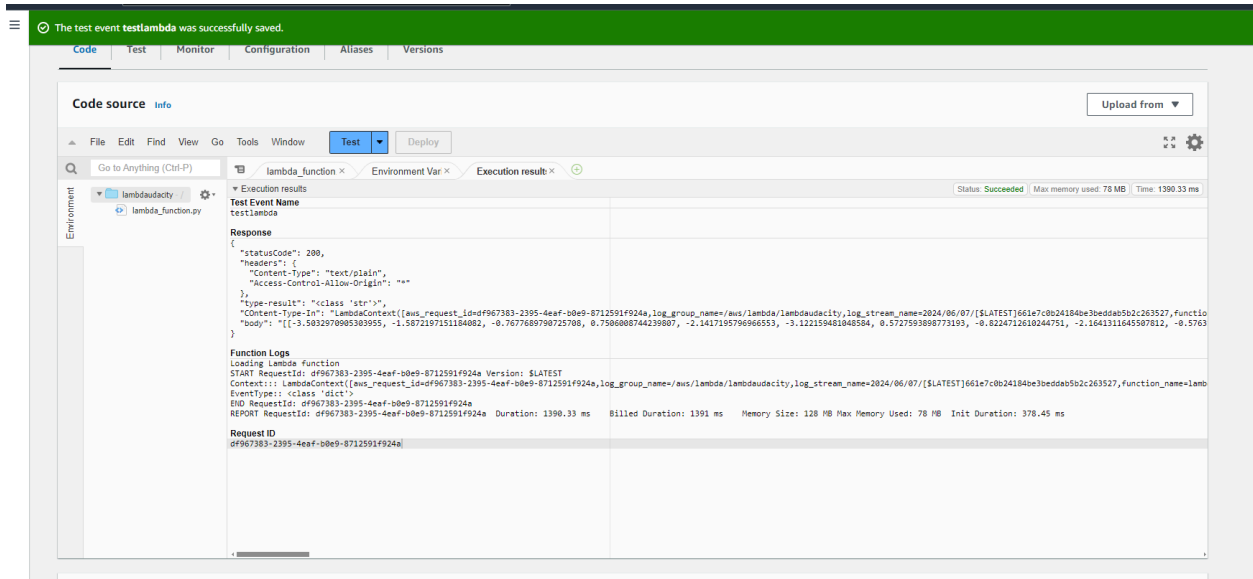 The test event testlambda was successfully saved.
Code Test Monitor Configuration Aliases Versions
Code source Info
Upload from
File Edit Find View Go Tools Window Test Deploy
Go to Anything (Ctrl-P)
lambda_function Environment Var Execution results
Environment
lambdaudacity - /
lambda_function.py
Execution results
Status: Succeeded Max memory used: 78 MB Time: 1390.33 ms
Test Event Name
testlambda
Response
{
"statusCode": 200,
"headers": {
"Content-Type": "text/plain",
"Access-Control-Allow-Origin": "*"
},
"type-result": "<class 'str'>",
"COntent-Type-In": "LambdaContext([aws_request_id=df967383-2395-4eaf-b0e9-8712591f924a,log_group_name=/aws/lambda/lambdaudacity,log_stream_name=2024/06/07/[$LATEST]661e7c0b24184be3beddab5b2c263527,functio
"body": "[[-3.5032970905303955, -1.5872197151184082, -0.7677689790725708, 0.7506008744239807, -2.1417195796966553, -3.122159481048584, 0.5727593898773193, -0.8224712610244751, -2.1641311645507812, -0.5763
}
Function Logs
Loading Lambda function
START RequestId: df967383-2395-4eaf-b0e9-8712591f924a Version: $LATEST
Context::: LambdaContext([aws_request_id=df967383-2395-4eaf-b0e9-8712591f924a,log_group_name=/aws/lambda/lambdaudacity,log_stream_name=2024/06/07/[$LATEST]661e7c0b24184be3beddab5b2c263527,function_name=lamb
EventType:: <class 'dict'>
END RequestId: df967383-2395-4eaf-b0e9-8712591f924a
REPORT RequestId: df967383-2395-4eaf-b0e9-8712591f924a Duration: 1390.33 ms Billed Duration: 1391 ms Memory Size: 128 MB Max Memory Used: 78 MB Init Duration: 378.45 ms
Request ID
df967383-2395-4eaf-b0e9-8712591f924a